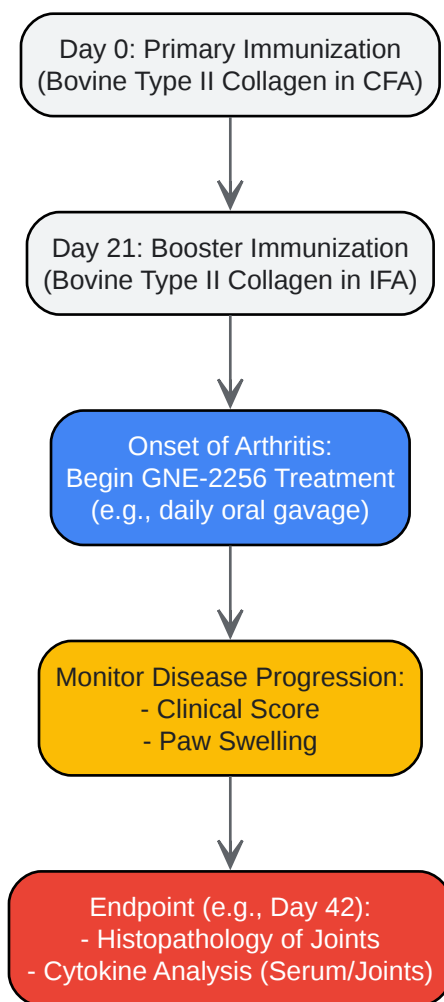 Day 0: Primary Immunization
(Bovine Type II Collagen in CFA)
Day 21: Booster Immunization
(Bovine Type II Collagen in IFA)
Onset of Arthritis:
Begin GNE-2256 Treatment
(e.g., daily oral gavage)
Monitor Disease Progression:
- Clinical Score
- Paw Swelling
Endpoint (e.g., Day 42):
- Histopathology of Joints
- Cytokine Analysis (Serum/Joints)